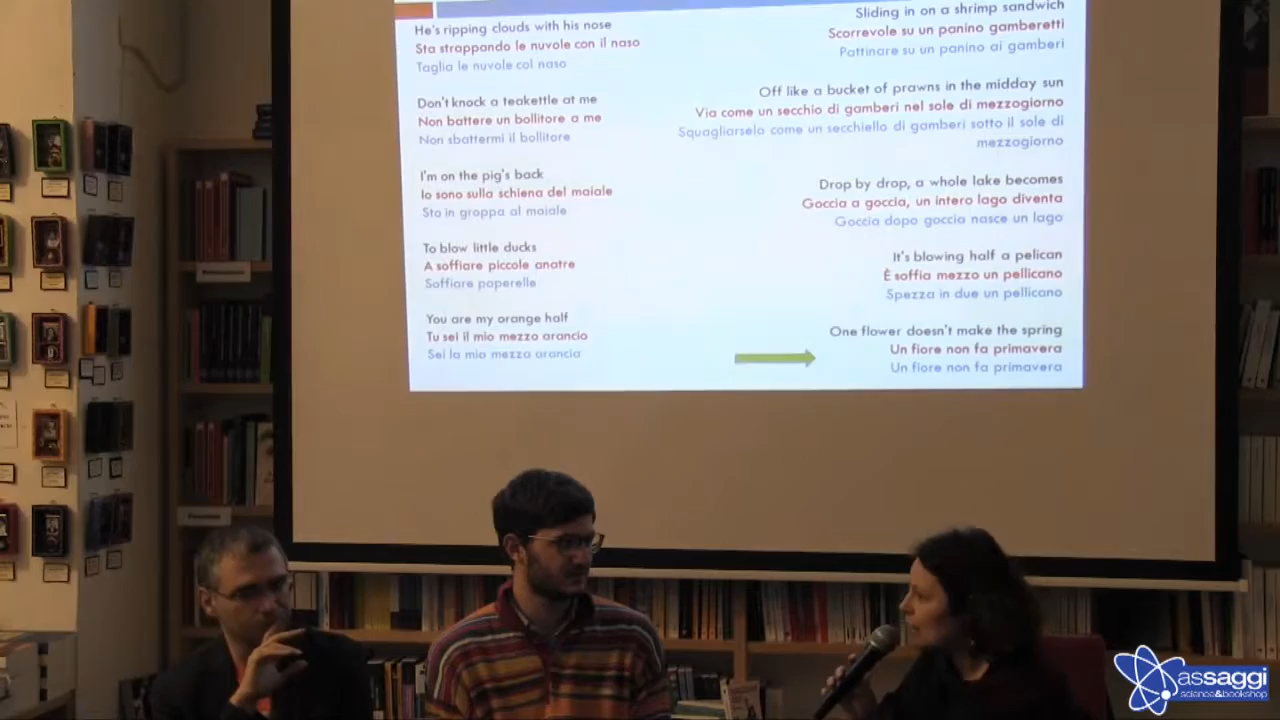 He's ripping clouds with his nose
Sta strappando le nuvole con il naso
Taglia le nuvole col naso
Don't knock a teakettle at me
Non battere un bollitore a me
Non sbattermi il bollitore
I'm on the pig's back
Io sono sulla schiena del maiale
Sto in groppa al maiale
To blow little ducks
A soffiare piccole anatre
Soffiare paperelle
You are my orange half
Tu sei il mio mezzo arancio
Sei la mia mezza arancia
Sliding in on a shrimp sandwich
Scorrevole su un panino gamberetti
Pattinare su un panino ai gamberi
Off like a bucket of prawns in the midday sun
Via come un secchio di gamberi nel sole di mezzogiorno
Squagliarsela come un secchiello di gamberi sotto il sole di
mezzogiorno
Drop by drop, a whole lake becomes
Goccia a goccia, un intero lago diventa
Goccia dopo goccia nasce un lago
It's blowing half a pelican
È soffia mezzo un pellicano
Spezza in due un pellicano
One flower doesn't make the spring
Un fiore non fa primavera
Un fiore non fa primavera
assaggi
science&bookshop